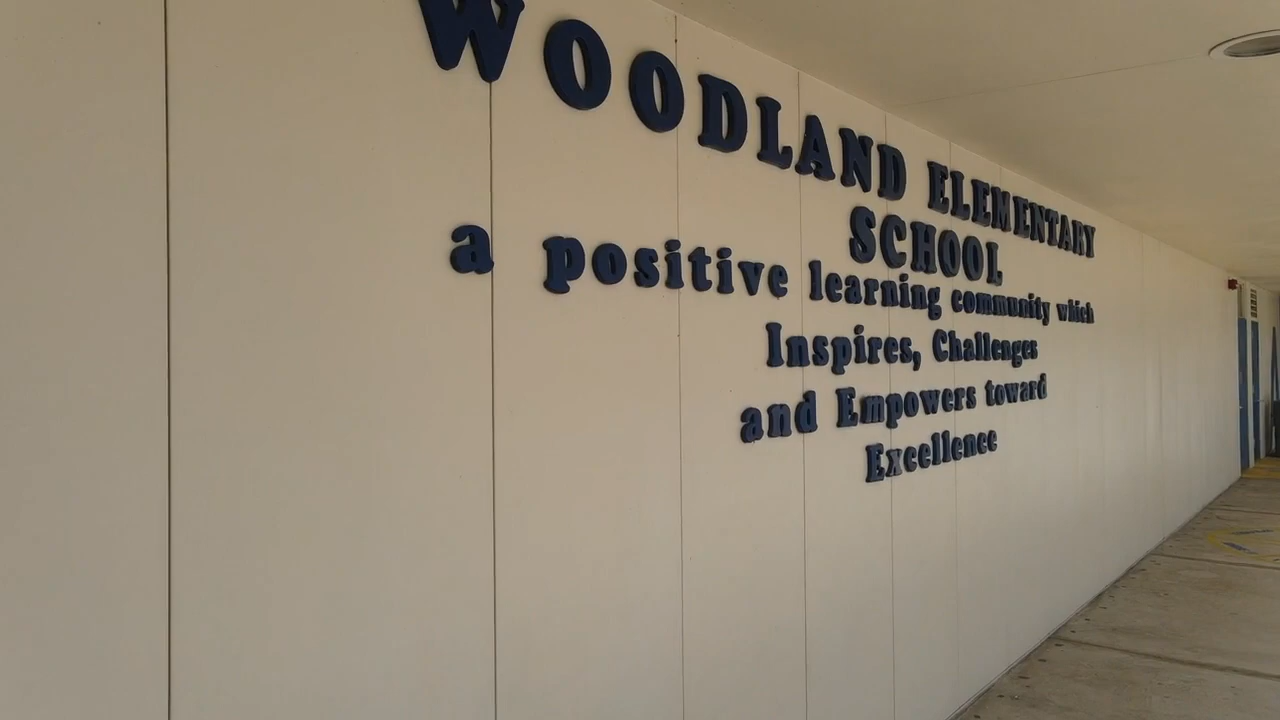 WOODLAND ELEMENTARY
SCHOOL
a positive learning community which
Inspires, Challenges
and Empowers toward
Excellence